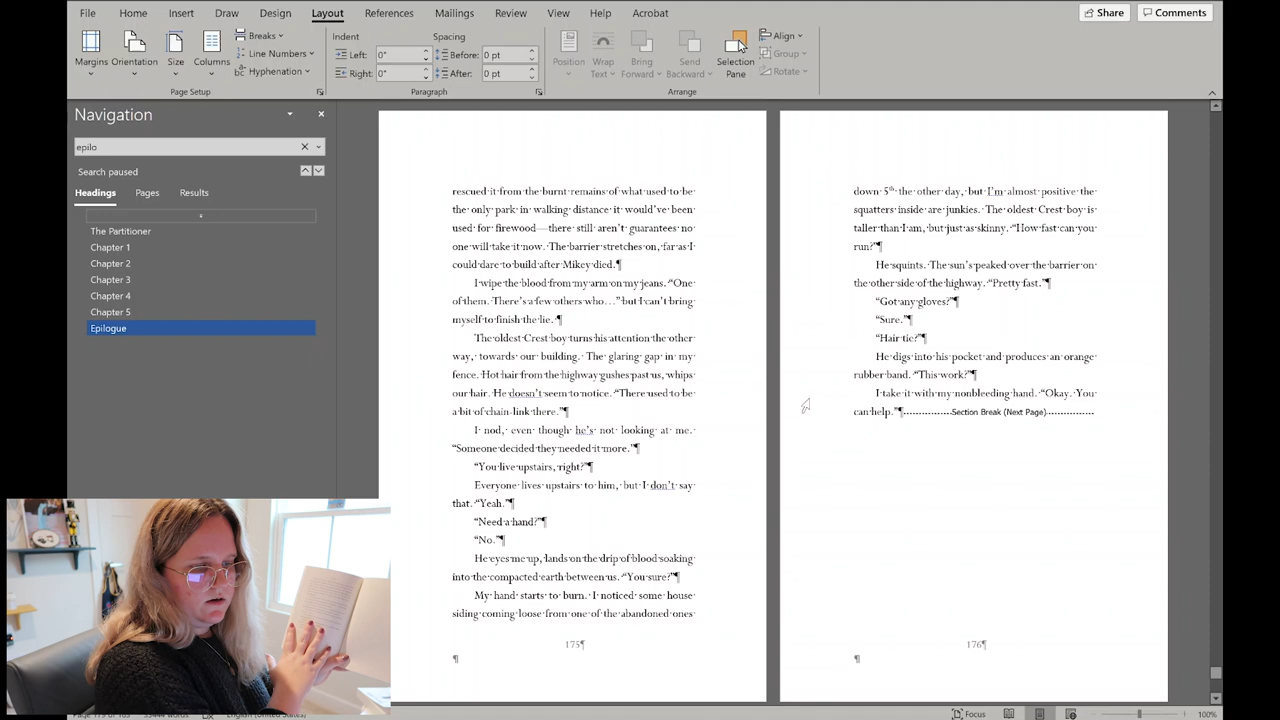 File Home Insert Draw Design Layout References Mailings Review View Help Acrobat Share Comments
Margins Orientation Size Columns
Breaks
Line Numbers
Hyphenation
Page Setup
Indent Spacing
Left: 0" Before: 0 pt
Right: 0" After: 0 pt
Paragraph
Position Wrap Text Bring Forward Send Backward Selection Pane
Align
Group
Rotate
Arrange
Navigation
epilo
Search paused
Headings Pages Results
The Partitioner
Chapter 1
Chapter 2
Chapter 3
Chapter 4
Chapter 5
Epilogue
rescued it from the burnt remains of what used to be
the only park in walking distance it would've been
used for firewood—there still aren't guarantees no
one will take it now. The barrier stretches on, far as I
could dare to build after Mikey died.¶
I wipe the blood from my arm on my jeans. "One
of them. There's a few others who…" but I can't bring
myself to finish the lie. ¶
The oldest Crest boy turns his attention the other
way, towards our building. The glaring gap in my
fence. Hot hair from the highway gushes past us, whips
our hair. He doesn't seem to notice. "There used to be
a bit of chain-link there."¶
I nod, even though he's not looking at me.
"Someone decided they needed it more."¶
"You live upstairs, right?"¶
Everyone lives upstairs to him, but I don't say
that. "Yeah."¶
"Need a hand?"¶
"No."¶
He eyes me up, lands on the drip of blood soaking
into the compacted earth between us. "You sure?"¶
My hand starts to burn. I noticed some house
siding coming loose from one of the abandoned ones
175¶
¶
down 5th the other day, but I'm almost positive the
squatters inside are junkies. The oldest Crest boy is
taller than I am, but just as skinny. "How fast can you
run?"¶
He squints. The sun's peaked over the barrier on
the other side of the highway. "Pretty fast."¶
"Got any gloves?"¶
"Sure."¶
"Hair tie?"¶
He digs into his pocket and produces an orange
rubber band. "This work?"¶
I take it with my nonbleeding hand. "Okay. You
can help."¶ Section Break (Next Page)
176¶
¶
English (United States)
Focus
100%